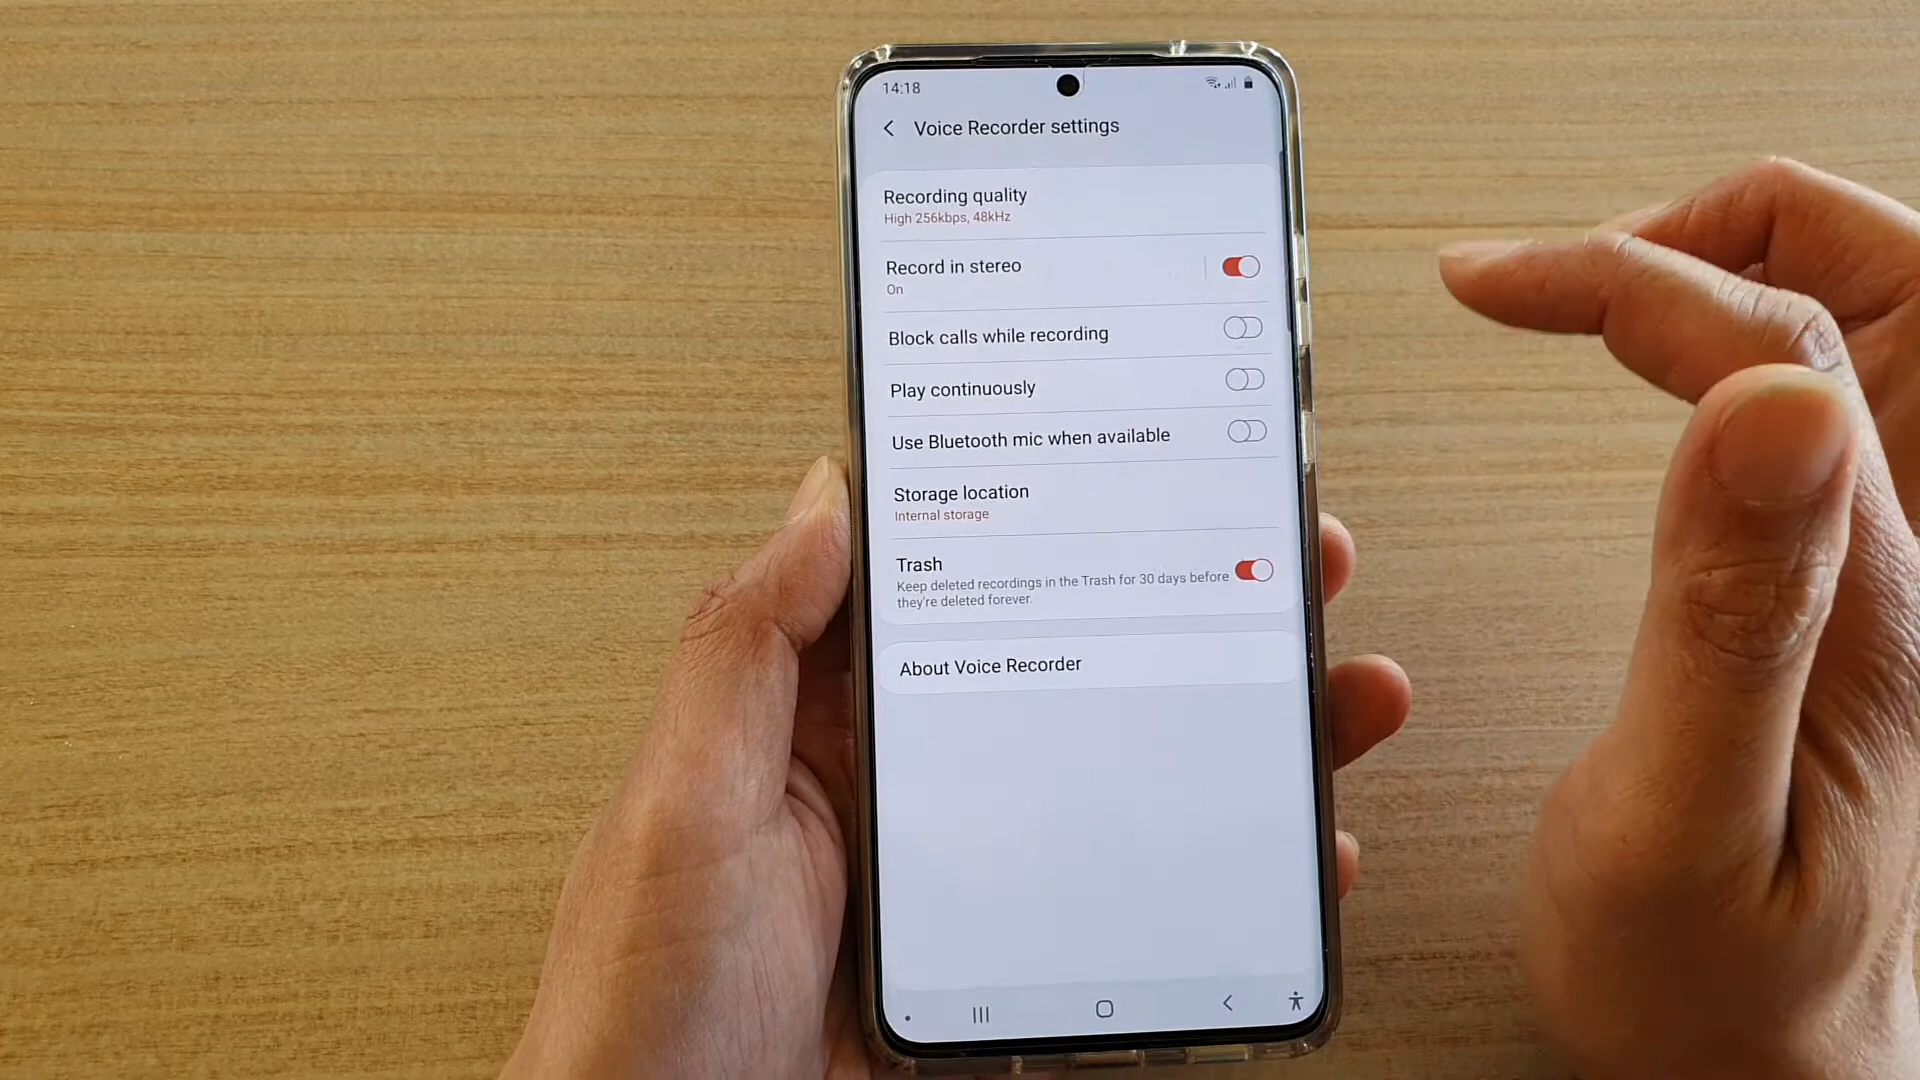 14:18
Voice Recorder settings
Recording quality
High 256kbps, 48kHz
Record in stereo
On
Block calls while recording
Play continuously
Use Bluetooth mic when available
Storage location
Internal storage
Trash
Keep deleted recordings in the Trash for 30 days before
they're deleted forever.
About Voice Recorder